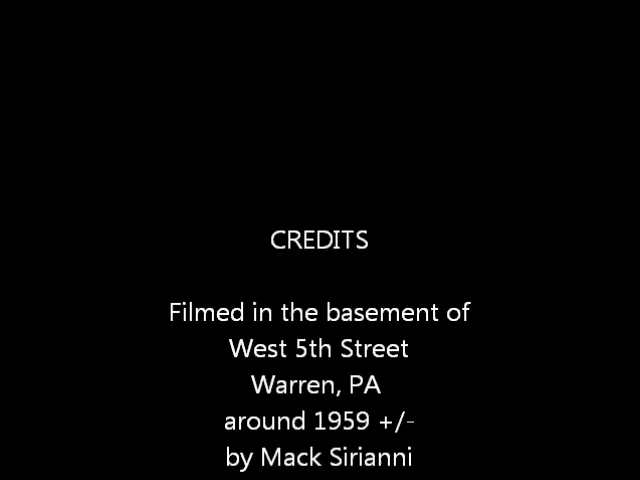 CREDITS
Filmed in the basement of
West 5th Street
Warren, PA
around 1959 +/-
by Mack Sirianni